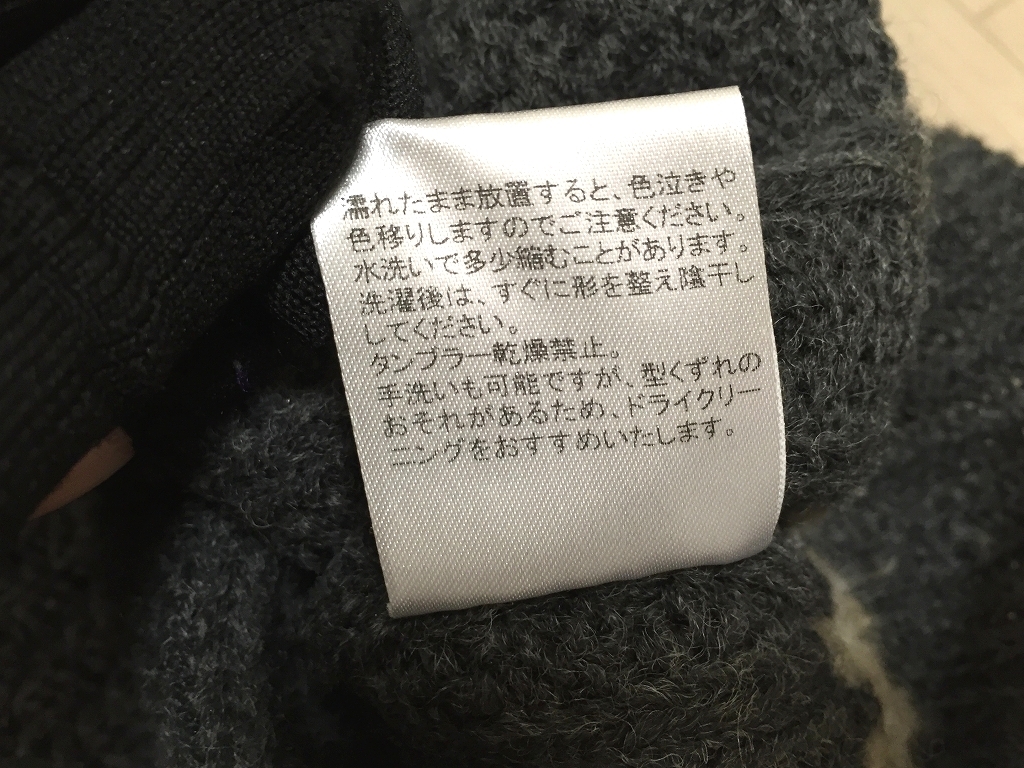 濡れたまま放置すると、色泣きや
色移りしますのでご注意ください。
水洗いで多少縮むことがあります。
洗濯後は、すぐに形を整え陰干し
してください。
タンブラー乾燥禁止。
手洗いも可能ですが、型くずれの
おそれがあるため、ドライクリー
ニングをおすすめいたします。